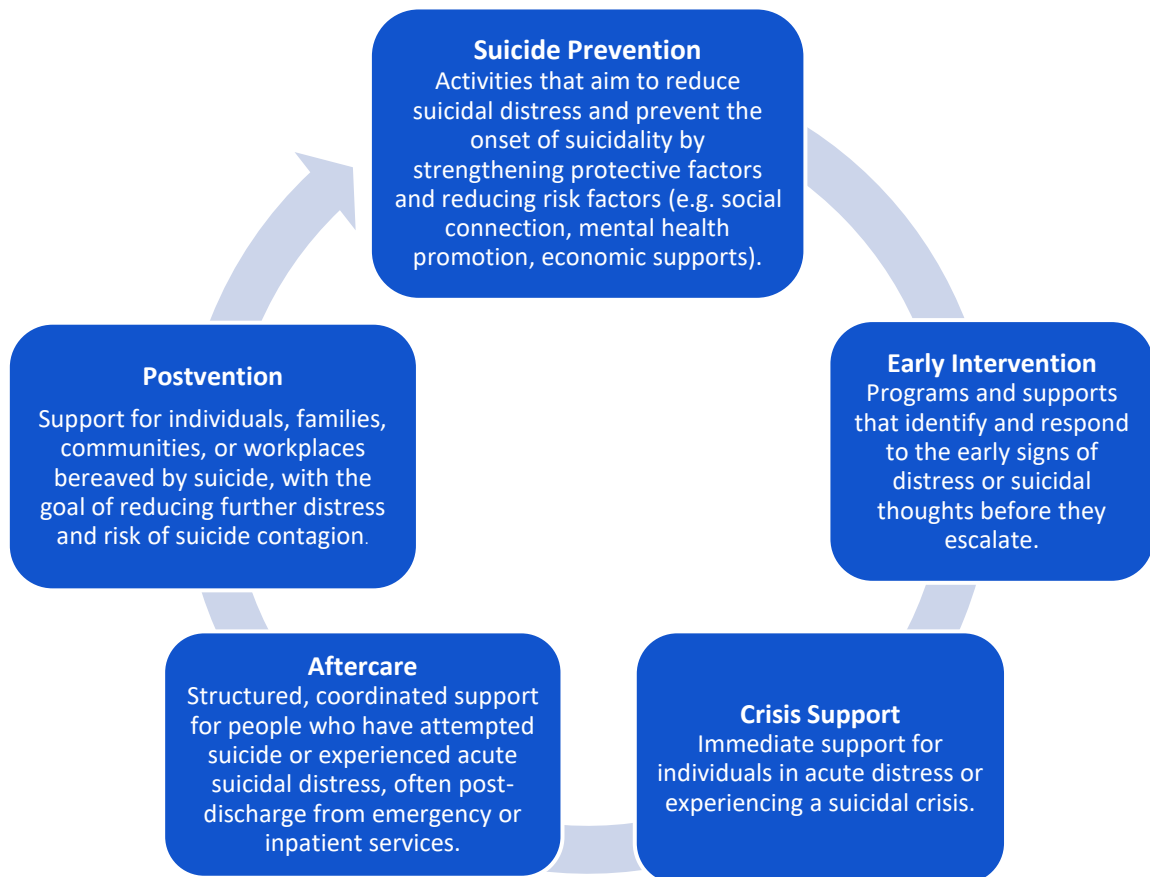 Suicide Prevention
Activities that aim to reduce
suicidal distress and prevent the
onset of suicidality by
strengthening protective factors
and reducing risk factors (e.g. social
connection, mental health
promotion, economic supports).
Early Intervention
Programs and supports
that identify and respond
to the early signs of
distress or suicidal
thoughts before they
escalate.
Crisis Support
Immediate support for
individuals in acute distress or
experiencing a suicidal crisis.
Aftercare
Structured, coordinated support
for people who have attempted
suicide or experienced acute
suicidal distress, often post-
discharge from emergency or
inpatient services.
Postvention
Support for individuals, families,
communities, or workplaces
bereaved by suicide, with the
goal of reducing further distress
and risk of suicide contagion.